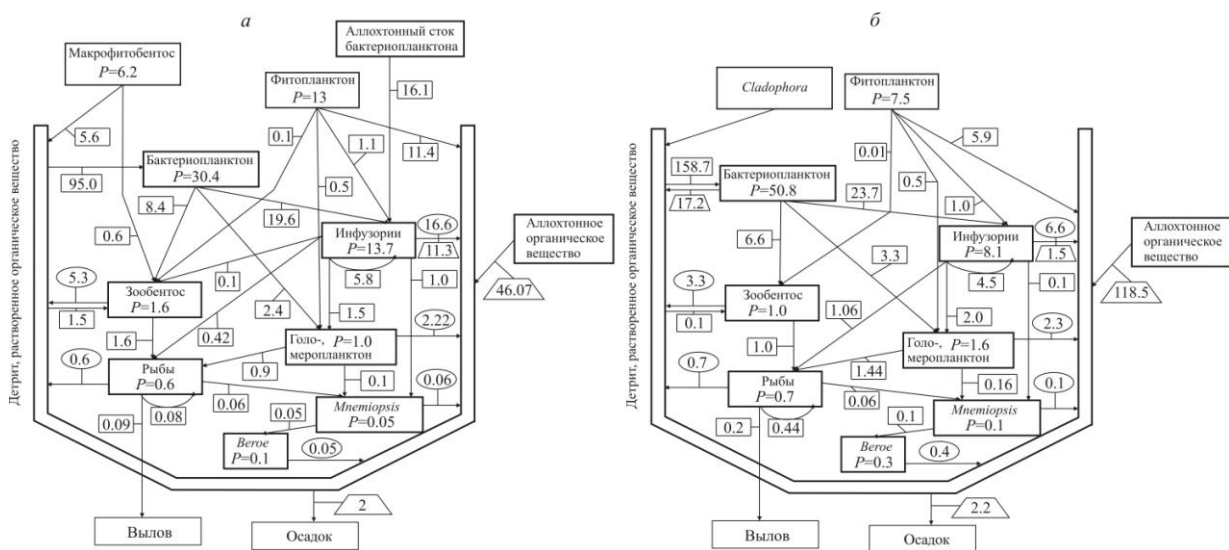 а
Макрофитобентос
P=6.2
Аллохтонный сток
бактериопланктона
Фитопланктон
P=13
16.1
5.6
0.1
1.1
11.4
Бактериопланктон
P=30.4
95.0
0.5
8.4
19.6
Инфузории
P=13.7
16.6
11.3
0.6
0.1
5.8
1.0
Аллохтонное
органическое
вещество
46.07
5.3
Зообентос
P=1.6
1.5
2.4
1.5
2.22
1.6
0.42
Голо-,
меропланктон
P=1.0
0.6
Рыбы
P=0.6
0.9
0.1
0.06
0.09
0.08
0.06
0.05
Mnemiopsis
P=0.05
Beroe
P=0.1
0.05
2
Вылов
Осадок
Детрит, растворенное органическое вещество
б
Cladophora
Фитопланктон
P=7.5
5.9
0.01
158.7
Бактериопланктон
P=50.8
17.2
23.7
0.5
1.0
Инфузории
P=8.1
6.6
1.5
6.6
3.3
4.5
0.1
Аллохтонное
органическое
вещество
118.5
3.3
Зообентос
P=1.0
0.1
1.06
2.0
1.0
Голо-,
меропланктон
P=1.6
2.3
0.7
Рыбы
P=0.7
1.44
0.16
0.06
0.1
0.2
0.44
0.1
Mnemiopsis
P=0.1
Beroe
P=0.3
0.4
2.2
Вылов
Осадок
Детрит, растворенное органическое вещество